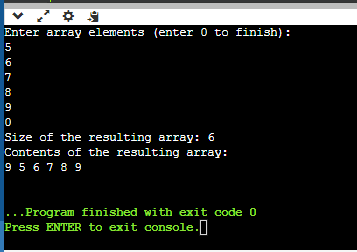 Enter array elements (enter 0 to finish):
5
6
7
8
9
0
Size of the resulting array: 6
Contents of the resulting array:
9 5 6 7 8 9
...Program finished with exit code 0
Press ENTER to exit console.